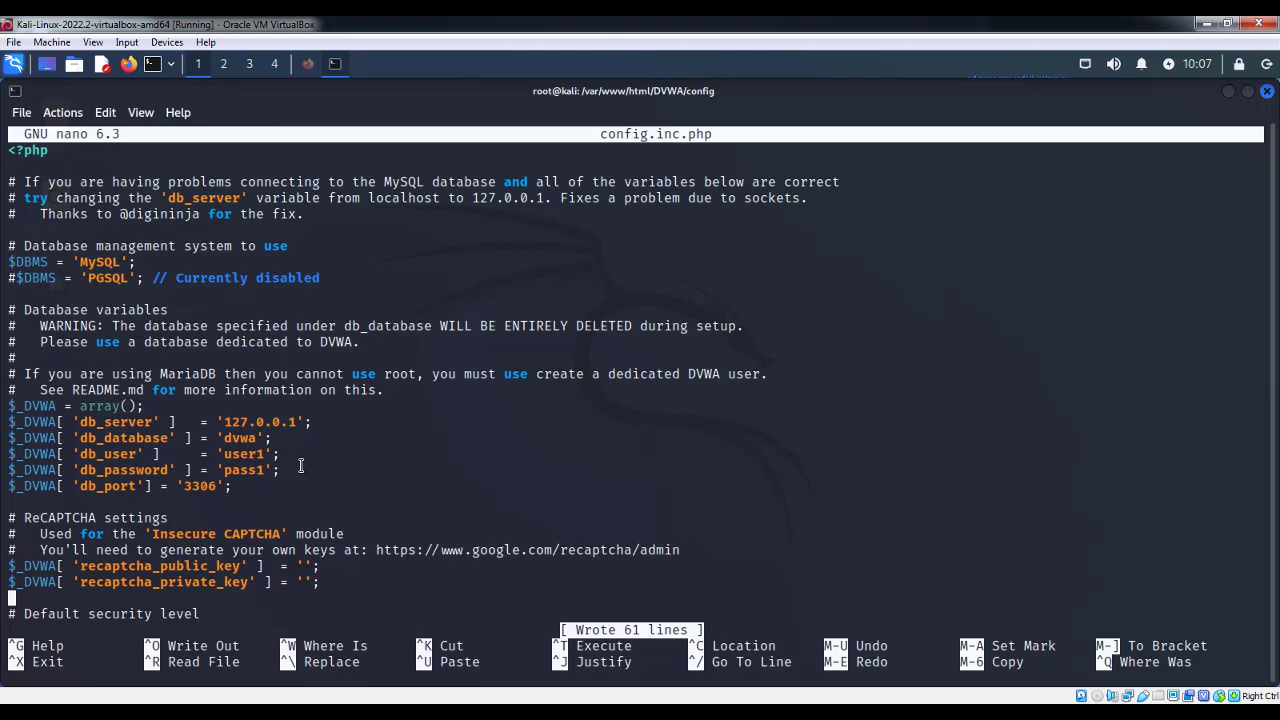 Kali-Linux-2022.2-virtualbox-amd64 [Running] - Oracle VM VirtualBox
File Machine View Input Devices Help
1 2 3 4 10:07
root@kali: /var/www/html/DVWA/config
File Actions Edit View Help
GNU nano 6.3 config.inc.php
<?php
# If you are having problems connecting to the MySQL database and all of the variables below are correct
# try changing the 'db_server' variable from localhost to 127.0.0.1. Fixes a problem due to sockets.
#   Thanks to @digininja for the fix.
# Database management system to use
$DBMS = 'MySQL';
#$DBMS = 'PGSQL'; // Currently disabled
# Database variables
#   WARNING: The database specified under db_database WILL BE ENTIRELY DELETED during setup.
#   Please use a database dedicated to DVWA.
#
# If you are using MariaDB then you cannot use root, you must use create a dedicated DVWA user.
#   See README.md for more information on this.
$_DVWA = array();
$_DVWA[ 'db_server' ]   = '127.0.0.1';
$_DVWA[ 'db_database' ] = 'dvwa';
$_DVWA[ 'db_user' ]     = 'user1';
$_DVWA[ 'db_password' ] = 'pass1';
$_DVWA[ 'db_port'] = '3306';
# ReCAPTCHA settings
#   Used for the 'Insecure CAPTCHA' module
#   You'll need to generate your own keys at: https://www.google.com/recaptcha/admin
$_DVWA[ 'recaptcha_public_key' ]  = '';
$_DVWA[ 'recaptcha_private_key' ] = '';
# Default security level
[ Wrote 61 lines ]
^G Help ^O Write Out ^W Where Is ^K Cut ^T Execute ^C Location M-U Undo M-A Set Mark M-] To Bracket
^X Exit ^R Read File ^\ Replace ^U Paste ^J Justify ^/ Go To Line M-E Redo M-6 Copy ^Q Where Was
Right Ctrl